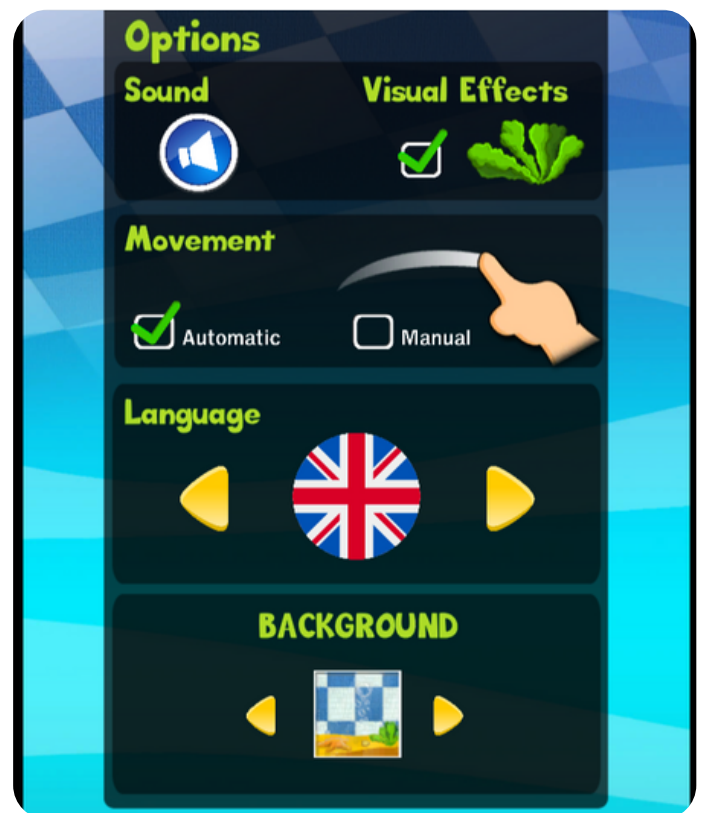 Options
Sound Visual Effects
Movement
Automatic Manual
Language
BACKGROUND